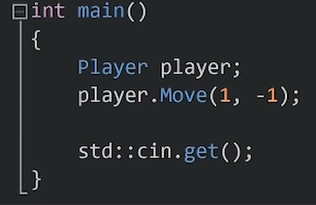 int main()
{
    Player player;
    player.Move(1, -1);

    std::cin.get();
}